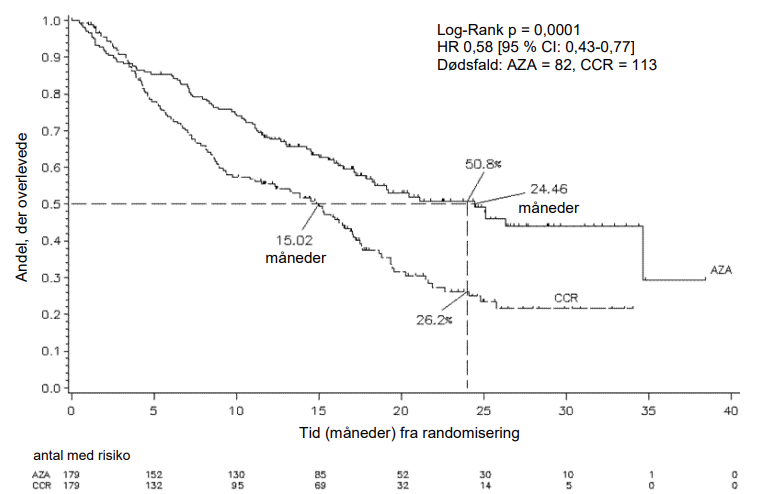 Log-Rank p = 0,0001
HR 0,58 [95 % CI: 0,43-0,77]
Dødsfald: AZA = 82, CCR = 113
Andel, der overlevede
1.0
0.9
0.8
0.7
0.6
0.5
0.4
0.3
0.2
0.1
0.0
50.8%
24.46
måneder
15.02
måneder
26.2%
AZA
CCR
0 5 10 15 20 25 30 35 40
Tid (måneder) fra randomisering
antal med risiko
AZA 179 152 130 85 52 30 10 1 0
CCR 179 132 95 69 32 14 5 0 0